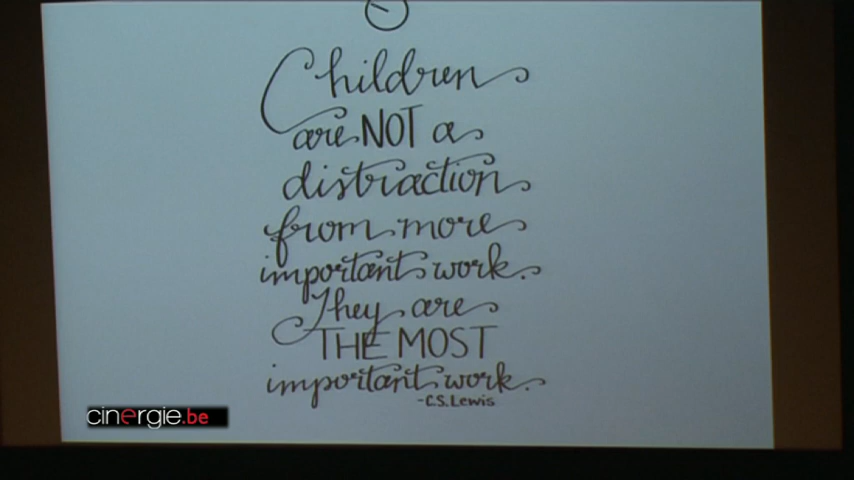 Children
are NOT a
distraction
from more
important work.
They are
THE MOST
important work.
-C.S. Lewis
cinergie.be